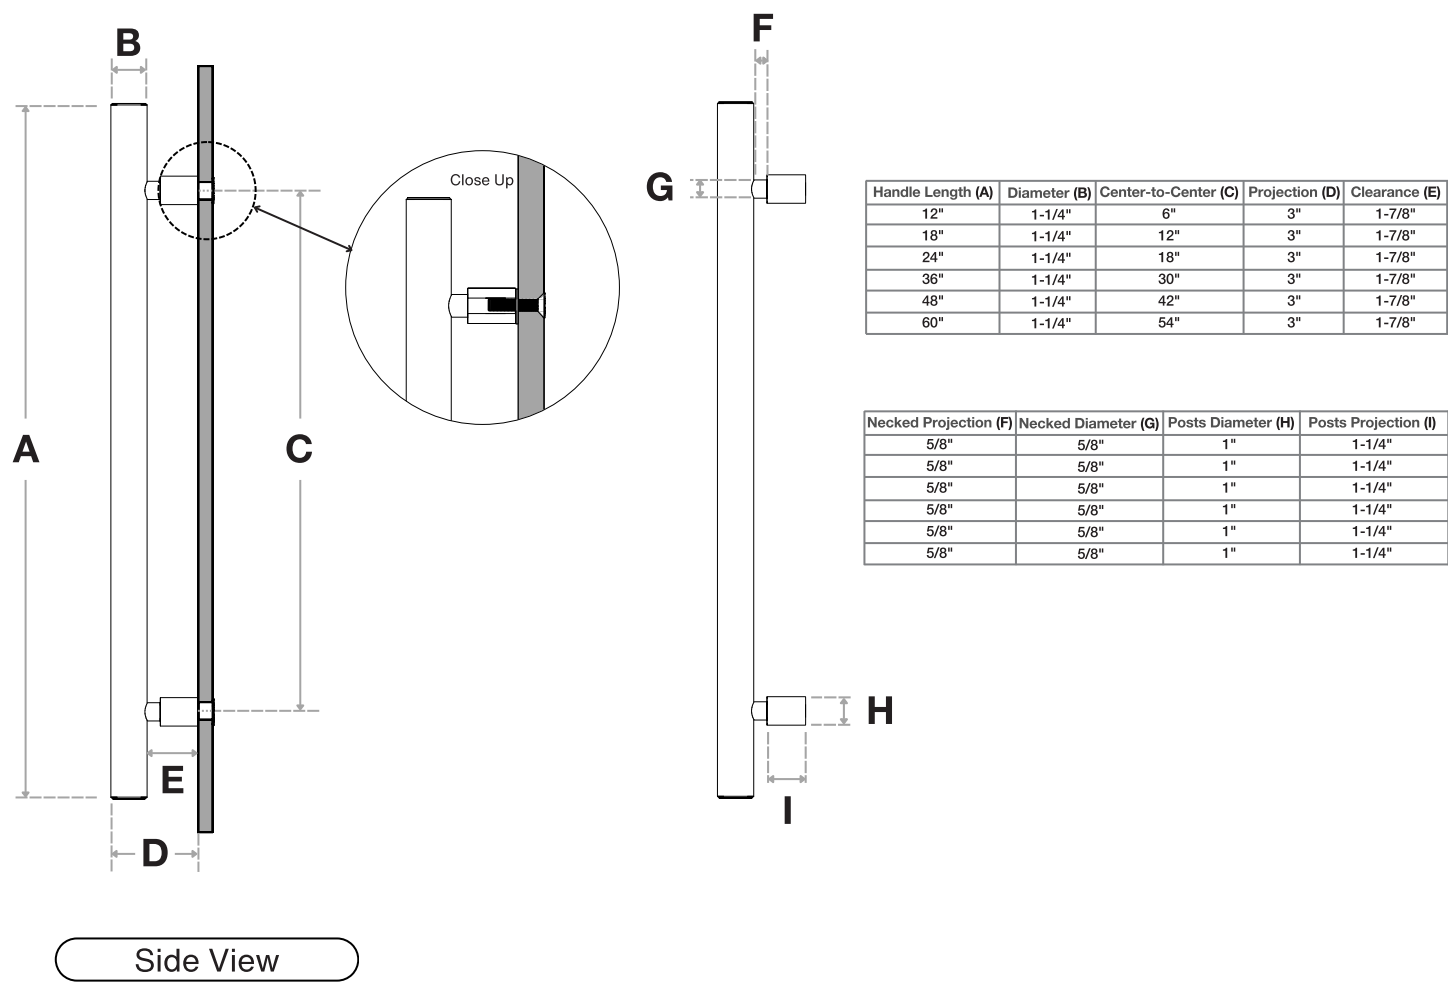 B
F
Close Up
G
Handle Length (A) Diameter (B) Center-to-Center (C) Projection (D) Clearance (E)
12" 1-1/4" 6" 3" 1-7/8"
18" 1-1/4" 12" 3" 1-7/8"
24" 1-1/4" 18" 3" 1-7/8"
36" 1-1/4" 30" 3" 1-7/8"
48" 1-1/4" 42" 3" 1-7/8"
60" 1-1/4" 54" 3" 1-7/8"
A
C
Necked Projection (F) Necked Diameter (G) Posts Diameter (H) Posts Projection (I)
5/8" 5/8" 1" 1-1/4"
5/8" 5/8" 1" 1-1/4"
5/8" 5/8" 1" 1-1/4"
5/8" 5/8" 1" 1-1/4"
5/8" 5/8" 1" 1-1/4"
5/8" 5/8" 1" 1-1/4"
H
E
I
D
Side View